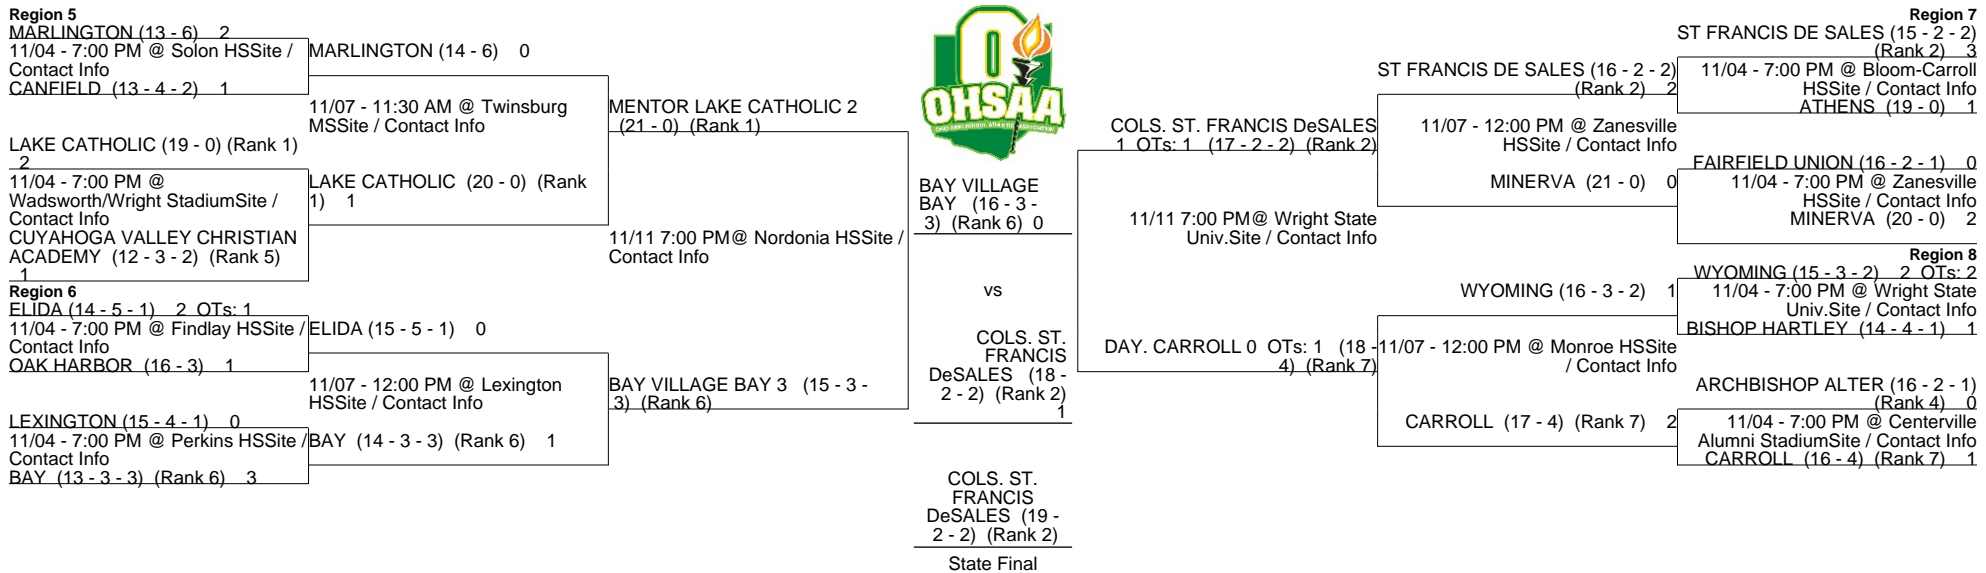 Region 5
MARLINGTON (13 - 6) 2
11/04 - 7:00 PM @ Solon HSSite /
Contact Info
CANFIELD (13 - 4 - 2) 1
LAKE CATHOLIC (19 - 0) (Rank 1)
2
11/04 - 7:00 PM @
Wadsworth/Wright StadiumSite /
Contact Info
CUYAHOGA VALLEY CHRISTIAN
ACADEMY (12 - 3 - 2) (Rank 5)
1
Region 6
ELIDA (14 - 5 - 1) 2 OTs: 1
11/04 - 7:00 PM @ Findlay HSSite /
Contact Info
OAK HARBOR (16 - 3) 1
LEXINGTON (15 - 4 - 1) 0
11/04 - 7:00 PM @ Perkins HSSite /
Contact Info
BAY (13 - 3 - 3) (Rank 6) 3
MARLINGTON (14 - 6) 0
11/07 - 11:30 AM @ Twinsburg
MSSite / Contact Info
LAKE CATHOLIC (20 - 0) (Rank
1) 1
ELIDA (15 - 5 - 1) 0
11/07 - 12:00 PM @ Lexington
HSSite / Contact Info
BAY (14 - 3 - 3) (Rank 6) 1
MENTOR LAKE CATHOLIC 2
(21 - 0) (Rank 1)
11/11 7:00 PM@ Nordonia HSSite /
Contact Info
BAY VILLAGE BAY 3 (15 - 3 -
3) (Rank 6)
OHSAA
BAY VILLAGE
BAY (16 - 3 -
3) (Rank 6) 0
vs
COLS. ST.
FRANCIS
DeSALES (18 -
2 - 2) (Rank 2)
1
COLS. ST.
FRANCIS
DeSALES (19 -
2 - 2) (Rank 2)
State Final
COLS. ST. FRANCIS DeSALES
1 OTs: 1 (17 - 2 - 2) (Rank 2)
11/11 7:00 PM@ Wright State
Univ.Site / Contact Info
DAY. CARROLL 0 OTs: 1 (18 -
4) (Rank 7)
ST FRANCIS DE SALES (16 - 2 - 2)
(Rank 2) 2
11/07 - 12:00 PM @ Zanesville
HSSite / Contact Info
MINERVA (21 - 0) 0
WYOMING (16 - 3 - 2) 1
11/07 - 12:00 PM @ Monroe HSSite
/ Contact Info
CARROLL (17 - 4) (Rank 7) 2
Region 7
ST FRANCIS DE SALES (15 - 2 - 2)
(Rank 2) 3
11/04 - 7:00 PM @ Bloom-Carroll
HSSite / Contact Info
ATHENS (19 - 0) 1
FAIRFIELD UNION (16 - 2 - 1) 0
11/04 - 7:00 PM @ Zanesville
HSSite / Contact Info
MINERVA (20 - 0) 2
Region 8
WYOMING (15 - 3 - 2) 2 OTs: 2
11/04 - 7:00 PM @ Wright State
Univ.Site / Contact Info
BISHOP HARTLEY (14 - 4 - 1) 1
ARCHBISHOP ALTER (16 - 2 - 1)
(Rank 4) 0
11/04 - 7:00 PM @ Centerville
Alumni StadiumSite / Contact Info
CARROLL (16 - 4) (Rank 7) 1